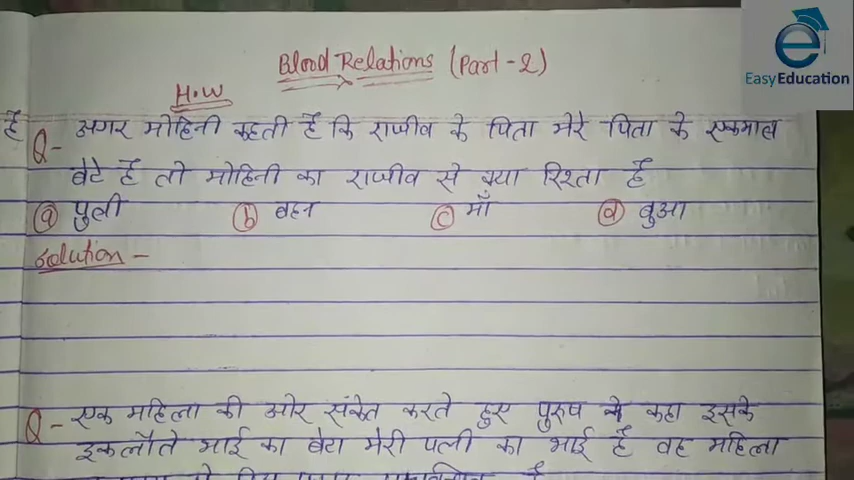 EasyEducation
Blood Relations (Part-2)
H.W
है
Q- अगर मोहिनी कहती है कि राजीव के पिता मेरे पिता के एकमात्र
बेटे हैं तो मोहिनी का राजीव से क्या रिश्ता है
(a) पुत्री (b) बहन (c) माँ (d) बुआ
Solution -
Q- एक महिला की ओर संकेत करते हुए पुरुष ने कहा इसके
इकलौते भाई का बेटा मेरी पत्नी का भाई है वह महिला